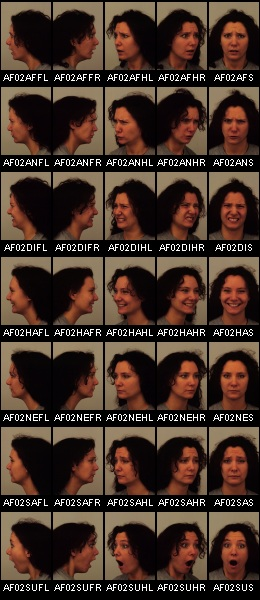 AF02AFFL AF02AFFR AF02AFHL AF02AFHR AF02AFS
AF02ANFL AF02ANFR AF02ANHL AF02ANHR AF02ANS
AF02DIFL AF02DIFR AF02DIHL AF02DIHR AF02DIS
AF02HAFL AF02HAFR AF02HAHL AF02HAHR AF02HAS
AF02NEFL AF02NEFR AF02NEHL AF02NEHR AF02NES
AF02SAFL AF02SAFR AF02SAHL AF02SAHR AF02SAS
AF02SUFL AF02SUFR AF02SUHL AF02SUHR AF02SUS